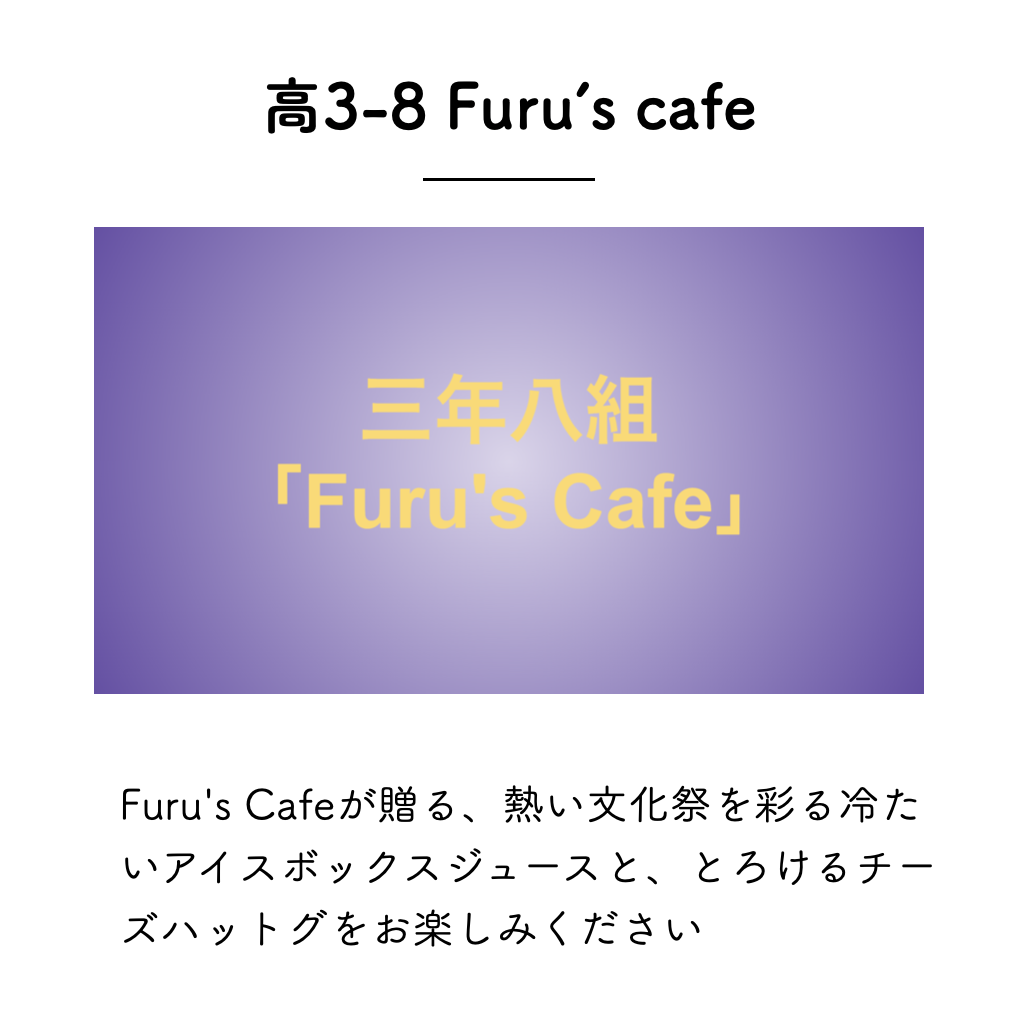 高3-8 Furu's cafe
三年八組
「Furu's Cafe」
Furu's Cafeが贈る、熱い文化祭を彩る冷た
いアイスボックスジュースと、とろけるチー
ズハットグをお楽しみください